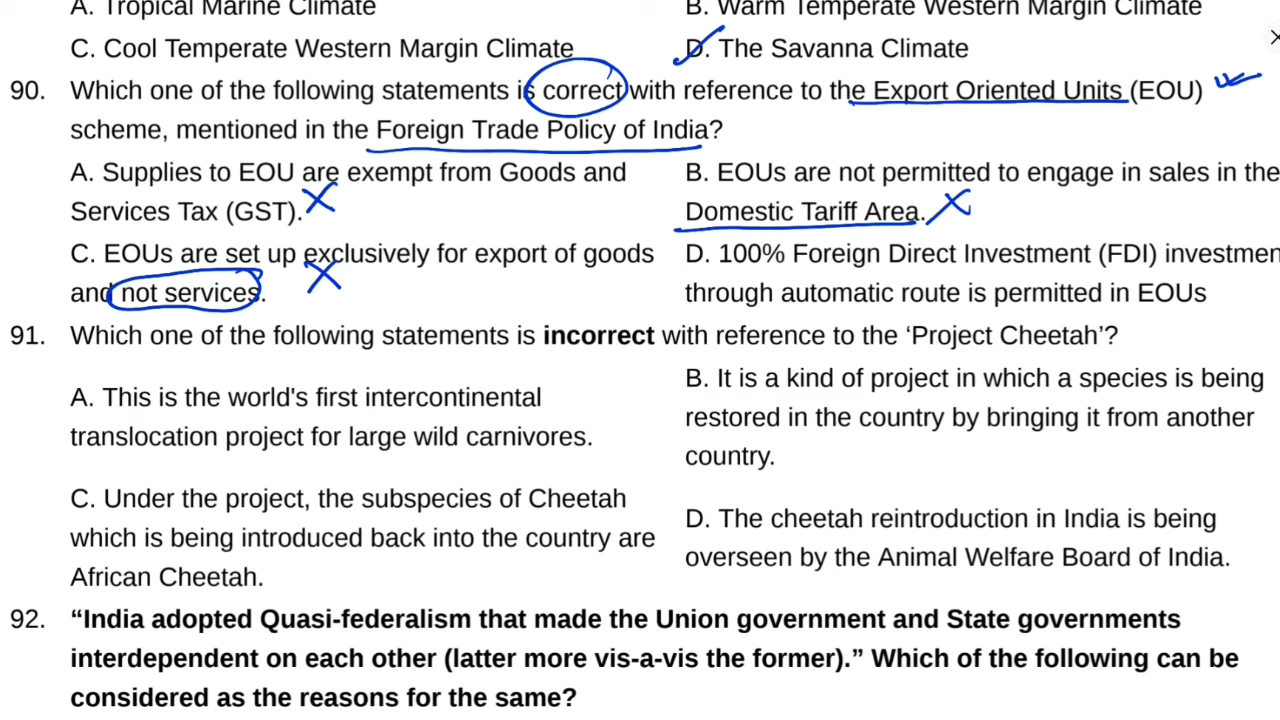 A. Tropical Marine Climate B. Warm Temperate Western Margin Climate
C. Cool Temperate Western Margin Climate D. The Savanna Climate
90. Which one of the following statements is correct with reference to the Export Oriented Units (EOU)
scheme, mentioned in the Foreign Trade Policy of India?
A. Supplies to EOU are exempt from Goods and
Services Tax (GST).
B. EOUs are not permitted to engage in sales in the
Domestic Tariff Area.
C. EOUs are set up exclusively for export of goods
and not services.
D. 100% Foreign Direct Investment (FDI) investmen
through automatic route is permitted in EOUs
91. Which one of the following statements is incorrect with reference to the ‘Project Cheetah’?
A. This is the world's first intercontinental
translocation project for large wild carnivores.
B. It is a kind of project in which a species is being
restored in the country by bringing it from another
country.
C. Under the project, the subspecies of Cheetah
which is being introduced back into the country are
African Cheetah.
D. The cheetah reintroduction in India is being
overseen by the Animal Welfare Board of India.
92. “India adopted Quasi-federalism that made the Union government and State governments
interdependent on each other (latter more vis-a-vis the former).” Which of the following can be
considered as the reasons for the same?